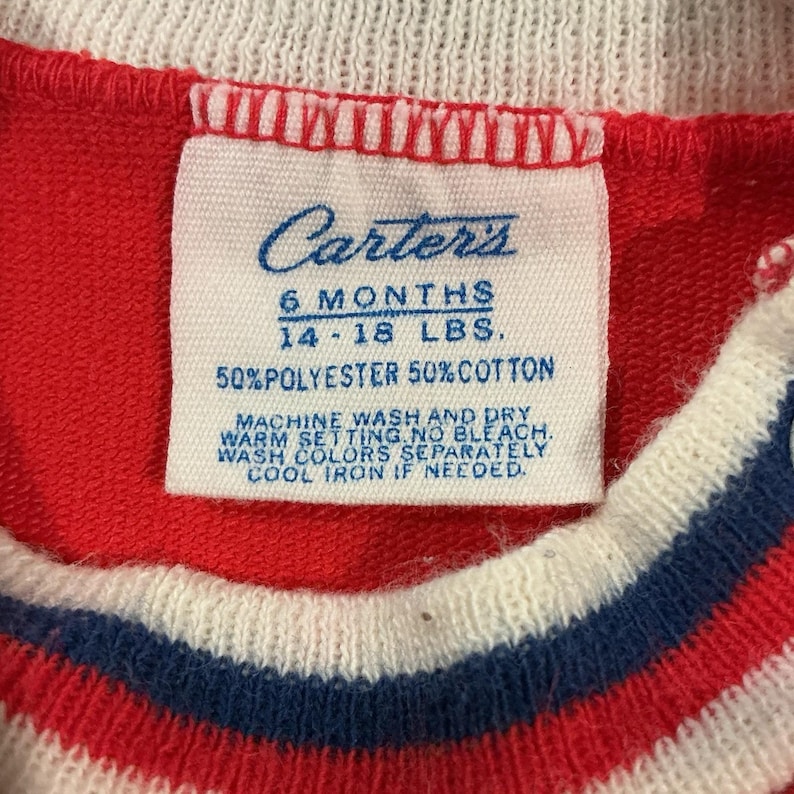 Carter's
6 MONTHS
14-18 LBS.
50%POLYESTER 50%COTTON
MACHINE WASH AND DRY
WARM SETTING. NO BLEACH.
WASH COLORS SEPARATELY
COOL IRON IF NEEDED.